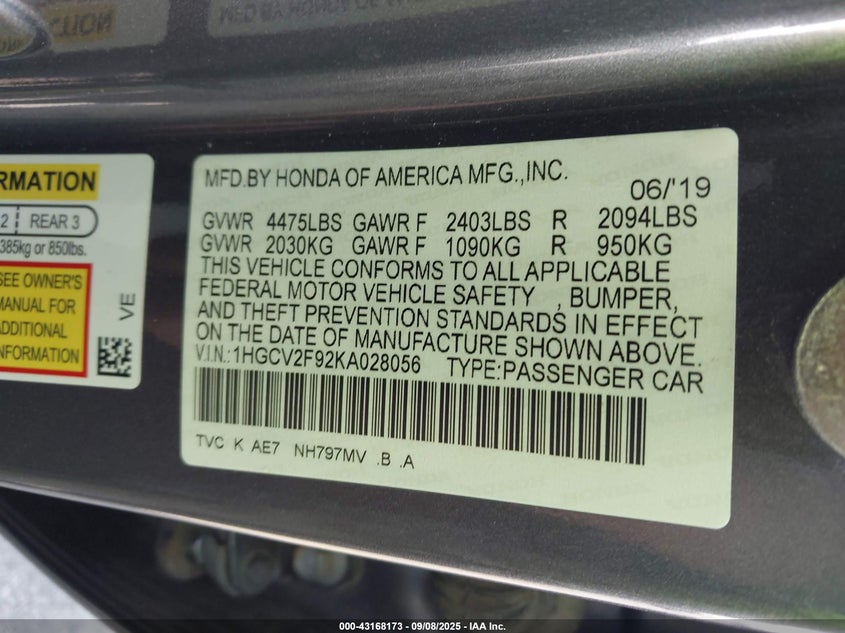 MFD.BY HONDA OF AMERICA MFG.,INC.
06/'19
GVWR 4475LBS GAWR F 2403LBS R 2094LBS
GVWR 2030KG GAWR F 1090KG R 950KG
THIS VEHICLE CONFORMS TO ALL APPLICABLE
FEDERAL MOTOR VEHICLE SAFETY , BUMPER,
AND THEFT PREVENTION STANDARDS IN EFFECT
ON THE DATE OF MANUFACTURE SHOWN ABOVE.
V.I.N.:1HGCV2F92KA028056 TYPE:PASSENGER CAR
TVC K AE7 NH797MV .B .A
RMATION
2 REAR 3
385kg or 850lbs.
SEE OWNER'S
MANUAL FOR
ADDITIONAL
INFORMATION
VE
000-43168173 - 09/08/2025 - IAA Inc.